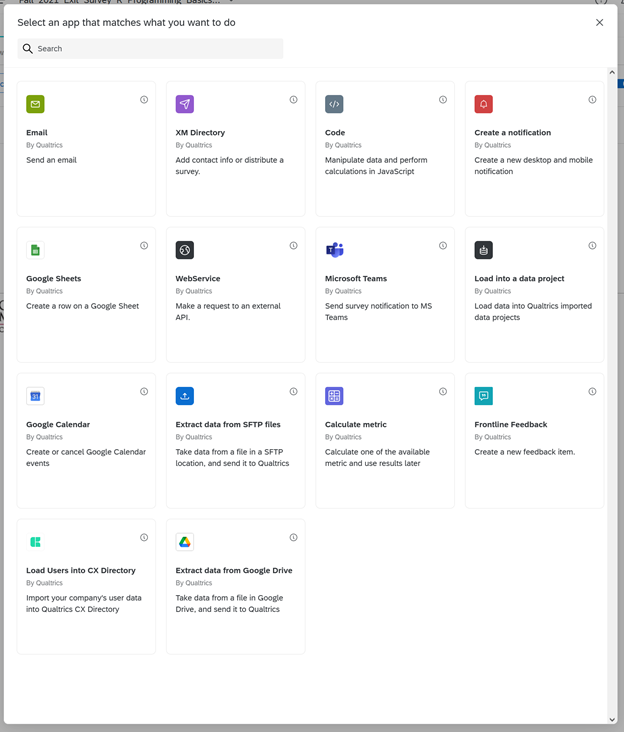 Fall_2021_Exit_Survey_R_Programming_Basics...
Select an app that matches what you want to do
Search
Email
By Qualtrics
Send an email
XM Directory
By Qualtrics
Add contact info or distribute a
survey.
Code
By Qualtrics
Manipulate data and perform
calculations in JavaScript
Create a notification
By Qualtrics
Create a new desktop and mobile
notification
Google Sheets
By Qualtrics
Create a row on a Google Sheet
WebService
By Qualtrics
Make a request to an external
API.
Microsoft Teams
By Qualtrics
Send survey notification to MS
Teams
Load into a data project
By Qualtrics
Load data into Qualtrics imported
data projects
31
Google Calendar
By Qualtrics
Create or cancel Google Calendar
events
Extract data from SFTP files
By Qualtrics
Take data from a file in a SFTP
location, and send it to Qualtrics
Calculate metric
By Qualtrics
Calculate one of the available
metric and use results later
Frontline Feedback
By Qualtrics
Create a new feedback item.
Load Users into CX Directory
By Qualtrics
Import your company's user data
into Qualtrics CX Directory
Extract data from Google Drive
By Qualtrics
Take data from a file in Google
Drive, and send it to Qualtrics